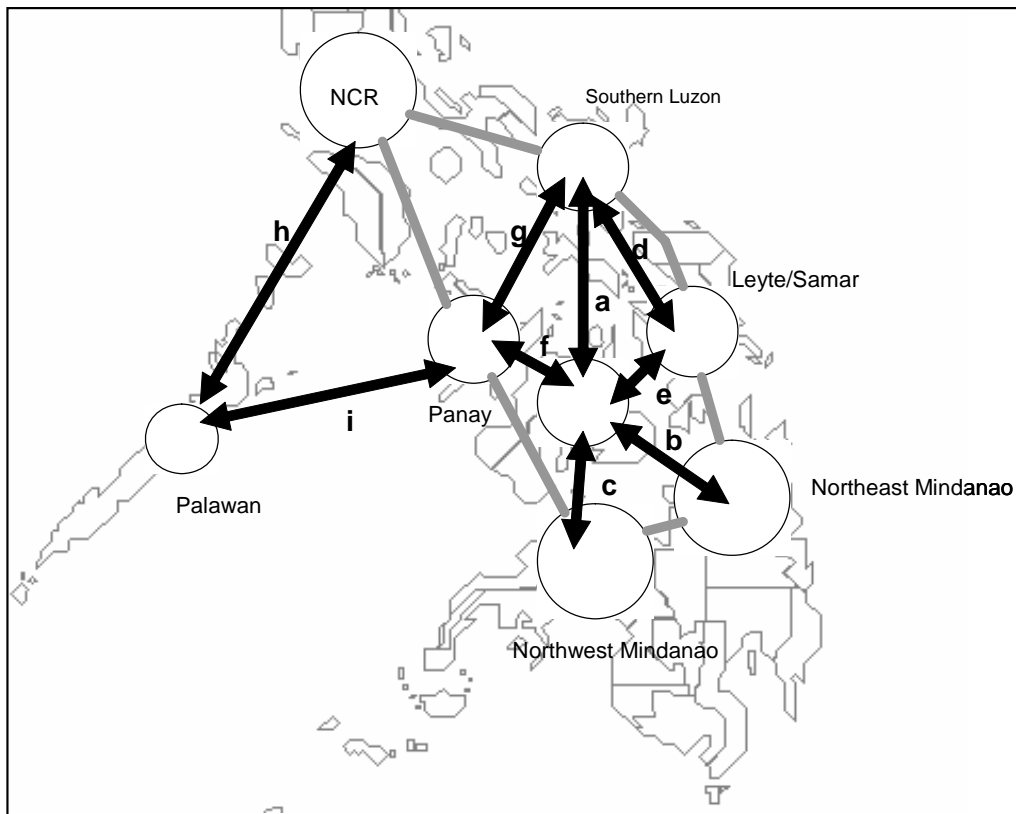 NCR
Southern Luzon
h
g
d
a
Leyte/Samar
f
e
i
Panay
b
c
Palawan
Northeast Mindanao
Northwest Mindanao